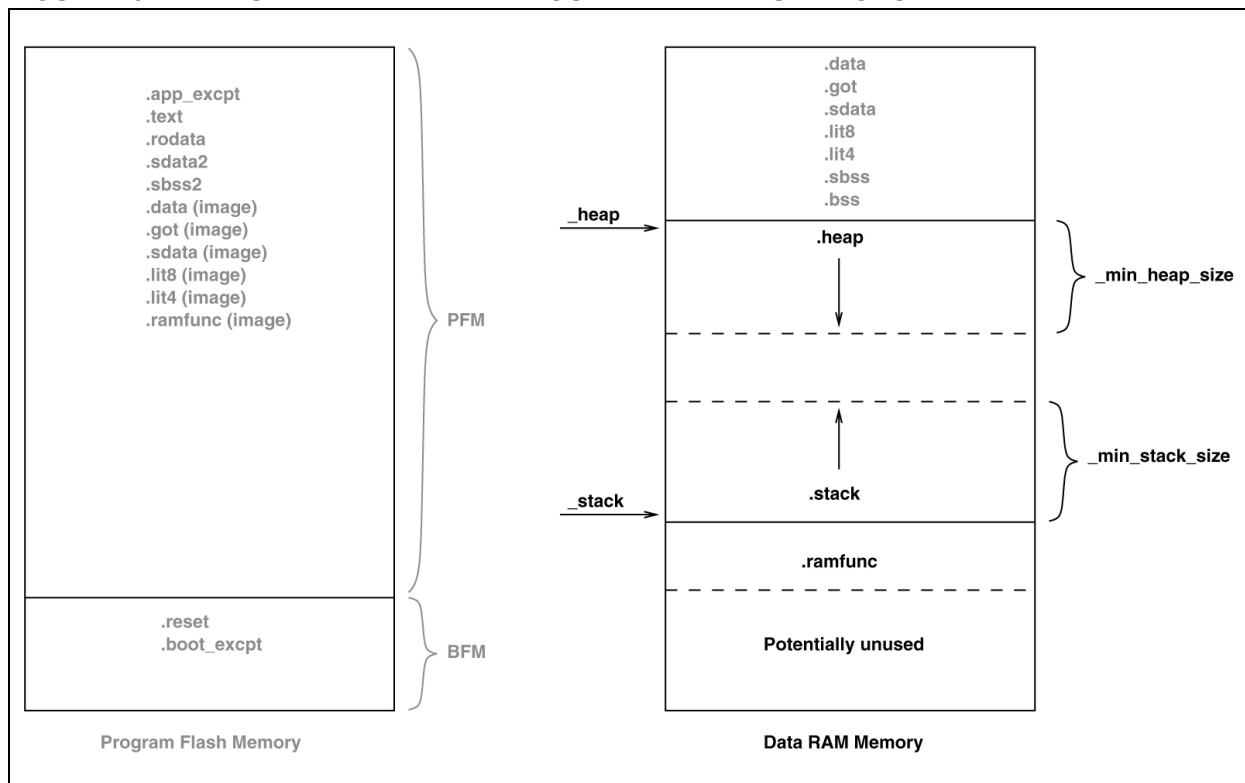 .app_excpt
.text
.rodata
.sdata2
.sbss2
.data (image)
.got (image)
.sdata (image)
.lit8 (image)
.lit4 (image)
.ramfunc (image)
PFM
.reset
.boot_excpt
BFM
Program Flash Memory
.data
.got
.sdata
.lit8
.lit4
.sbss
.bss
_heap
.heap
_min_heap_size
_min_stack_size
.stack
_stack
.ramfunc
Potentially unused
Data RAM Memory